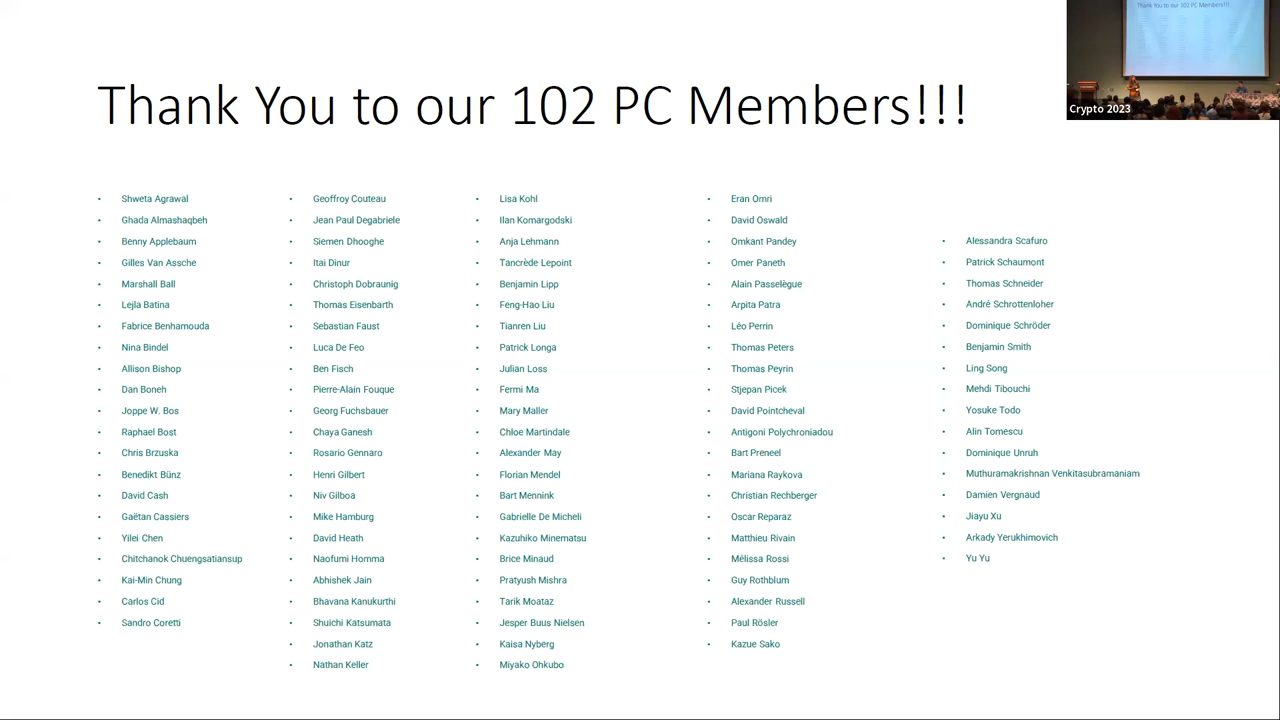 Thank You to our 102 PC Members!!!
Thank You to our 102 PC Members!!!
Crypto 2023
• Shweta Agrawal
• Ghada Almashaqbeh
• Benny Applebaum
• Gilles Van Assche
• Marshall Ball
• Lejla Batina
• Fabrice Benhamouda
• Nina Bindel
• Allison Bishop
• Dan Boneh
• Joppe W. Bos
• Raphael Bost
• Chris Brzuska
• Benedikt Bünz
• David Cash
• Gaëtan Cassiers
• Yilei Chen
• Chitchanok Chuengsatiansup
• Kai-Min Chung
• Carlos Cid
• Sandro Coretti
• Geoffroy Couteau
• Jean Paul Degabriele
• Siemen Dhooghe
• Itai Dinur
• Christoph Dobraunig
• Thomas Eisenbarth
• Sebastian Faust
• Luca De Feo
• Ben Fisch
• Pierre-Alain Fouque
• Georg Fuchsbauer
• Chaya Ganesh
• Rosario Gennaro
• Henri Gilbert
• Niv Gilboa
• Mike Hamburg
• David Heath
• Naofumi Homma
• Abhishek Jain
• Bhavana Kanukurthi
• Shuichi Katsumata
• Jonathan Katz
• Nathan Keller
• Lisa Kohl
• Ilan Komargodski
• Anja Lehmann
• Tancrède Lepoint
• Benjamin Lipp
• Feng-Hao Liu
• Tianren Liu
• Patrick Longa
• Julian Loss
• Fermi Ma
• Mary Maller
• Chloe Martindale
• Alexander May
• Florian Mendel
• Bart Mennink
• Gabrielle De Micheli
• Kazuhiko Minematsu
• Brice Minaud
• Pratyush Mishra
• Tarik Moataz
• Jesper Buus Nielsen
• Kaisa Nyberg
• Miyako Ohkubo
• Eran Omri
• David Oswald
• Omkant Pandey
• Omer Paneth
• Alain Passelègue
• Arpita Patra
• Léo Perrin
• Thomas Peters
• Thomas Peyrin
• Stjepan Picek
• David Pointcheval
• Antigoni Polychroniadou
• Bart Preneel
• Mariana Raykova
• Christian Rechberger
• Oscar Reparaz
• Matthieu Rivain
• Mélissa Rossi
• Guy Rothblum
• Alexander Russell
• Paul Rösler
• Kazue Sako
• Alessandra Scafuro
• Patrick Schaumont
• Thomas Schneider
• André Schrottenloher
• Dominique Schröder
• Benjamin Smith
• Ling Song
• Mehdi Tibouchi
• Yosuke Todo
• Alin Tomescu
• Dominique Unruh
• Muthuramakrishnan Venkitasubramaniam
• Damien Vergnaud
• Jiayu Xu
• Arkady Yerukhimovich
• Yu Yu